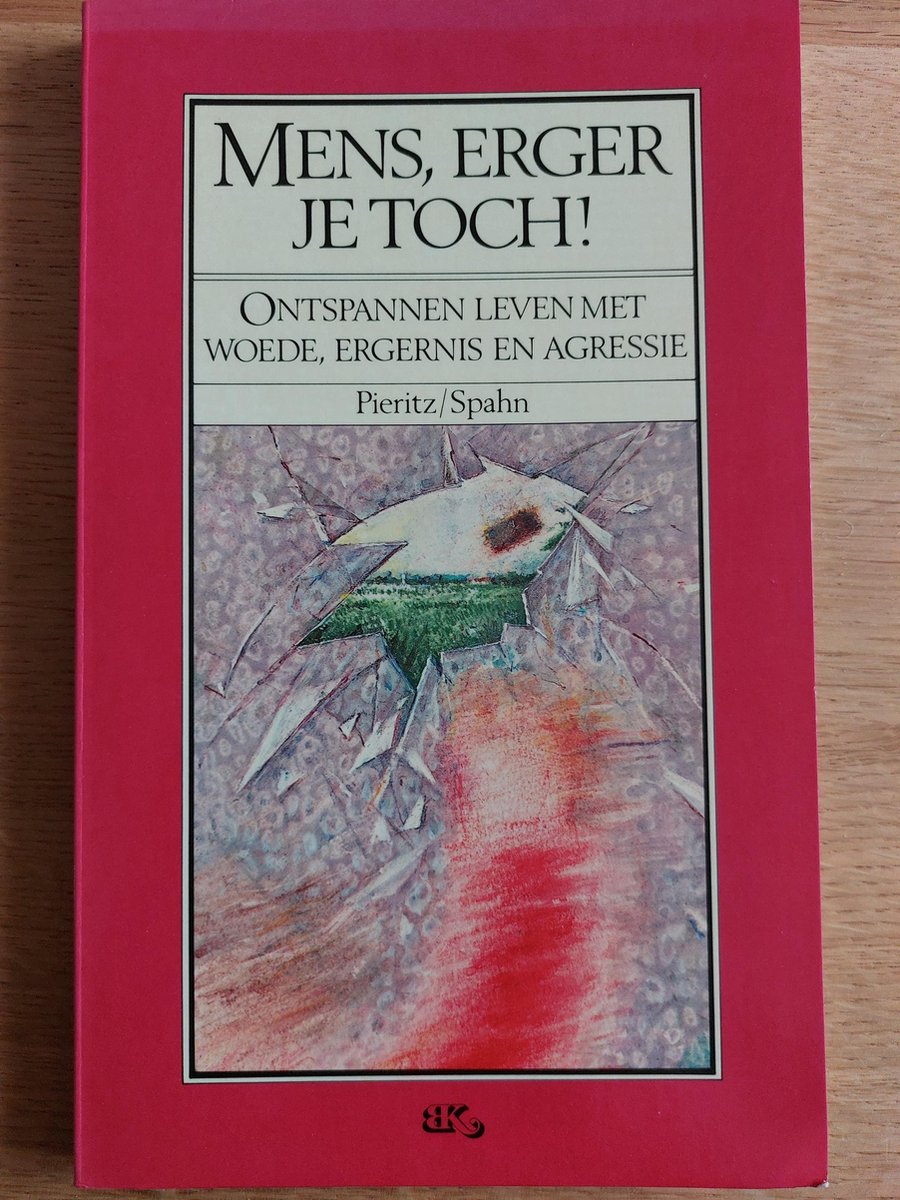 MENS, ERGER
JE TOCH!
ONTSPANNEN LEVEN MET
WOEDE, ERGERNIS EN AGRESSIE
Pieritz/Spahn
BK